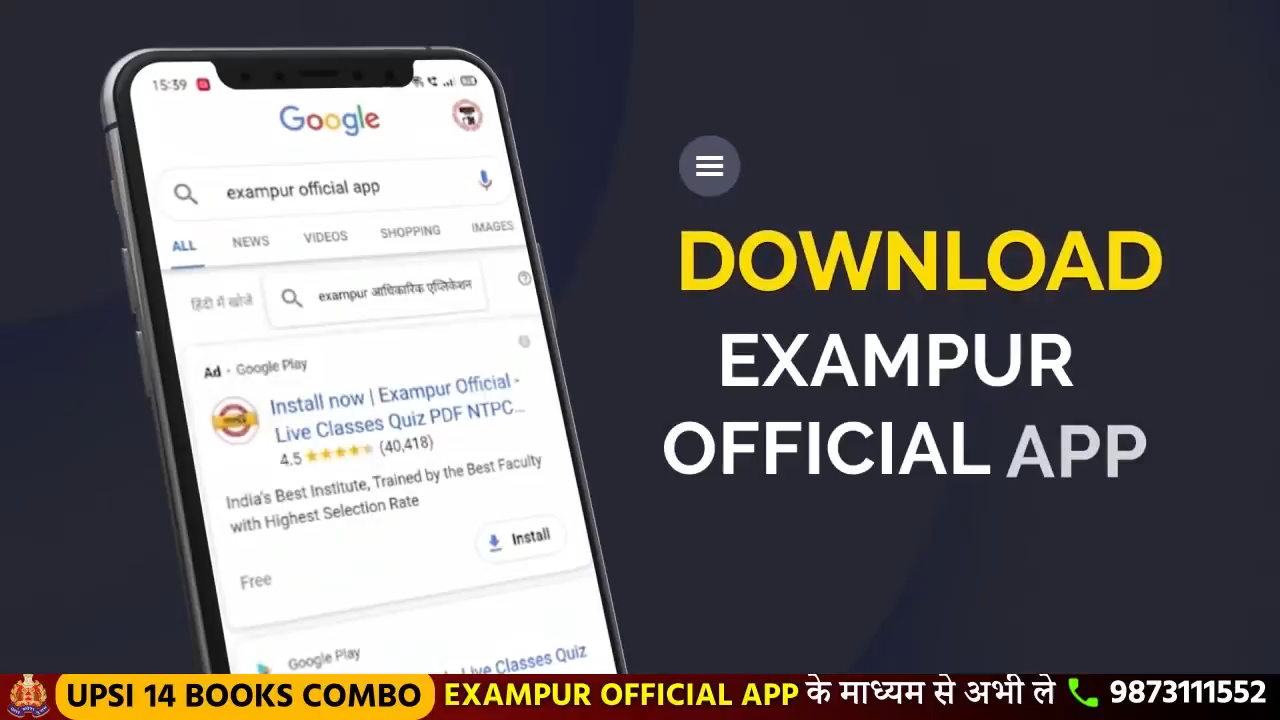 15:39
Google
exampur official app
ALL NEWS VIDEOS SHOPPING IMAGES
हिंदी में खोजें
exampur आधिकारिक एप्लिकेशन
Ad · Google Play
Install now | Exampur Official -
Live Classes Quiz PDF NTPC...
4.5 (40,418)
India's Best Institute, Trained by the Best Faculty
with Highest Selection Rate
Install
Free
Google Play
Live Classes Quiz
DOWNLOAD
EXAMPUR
OFFICIAL APP
UPSI 14 BOOKS COMBO EXAMPUR OFFICIAL APP के माध्यम से अभी ले 9873111552